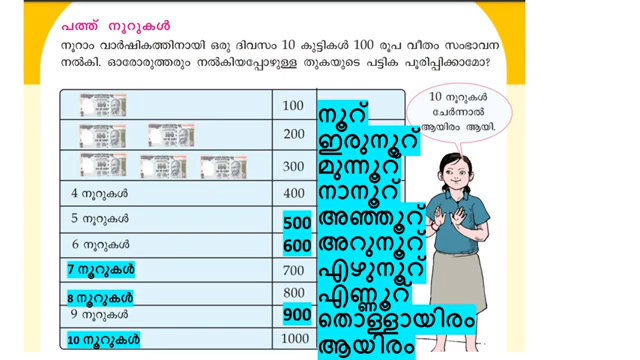 പത്ത് നൂറുകൾ
നൂറാം വാർഷികത്തിനായി ഒരു ദിവസം 10 കുട്ടികൾ 100 രൂപ വീതം സംഭാവന
നൽകി. ഓരോരുത്തരും നൽകിയപ്പോഴുള്ള തുകയുടെ പട്ടിക പൂരിപ്പിക്കാമോ?
100 നൂറ്
200 ഇരുനൂറ്
300 മുന്നൂറ്
4 നൂറുകൾ 400 നാനൂറ്
5 നൂറുകൾ 500 അഞ്ഞൂറ്
6 നൂറുകൾ 600 അറുനൂറ്
7 നൂറുകൾ 700 എഴുനൂറ്
8 നൂറുകൾ 800 എണ്ണൂറ്
9 നൂറുകൾ 900 തൊള്ളായിരം
10 നൂറുകൾ 1000 ആയിരം
10 നൂറുകൾ
ചേർന്നാൽ
ആയിരം ആയി.